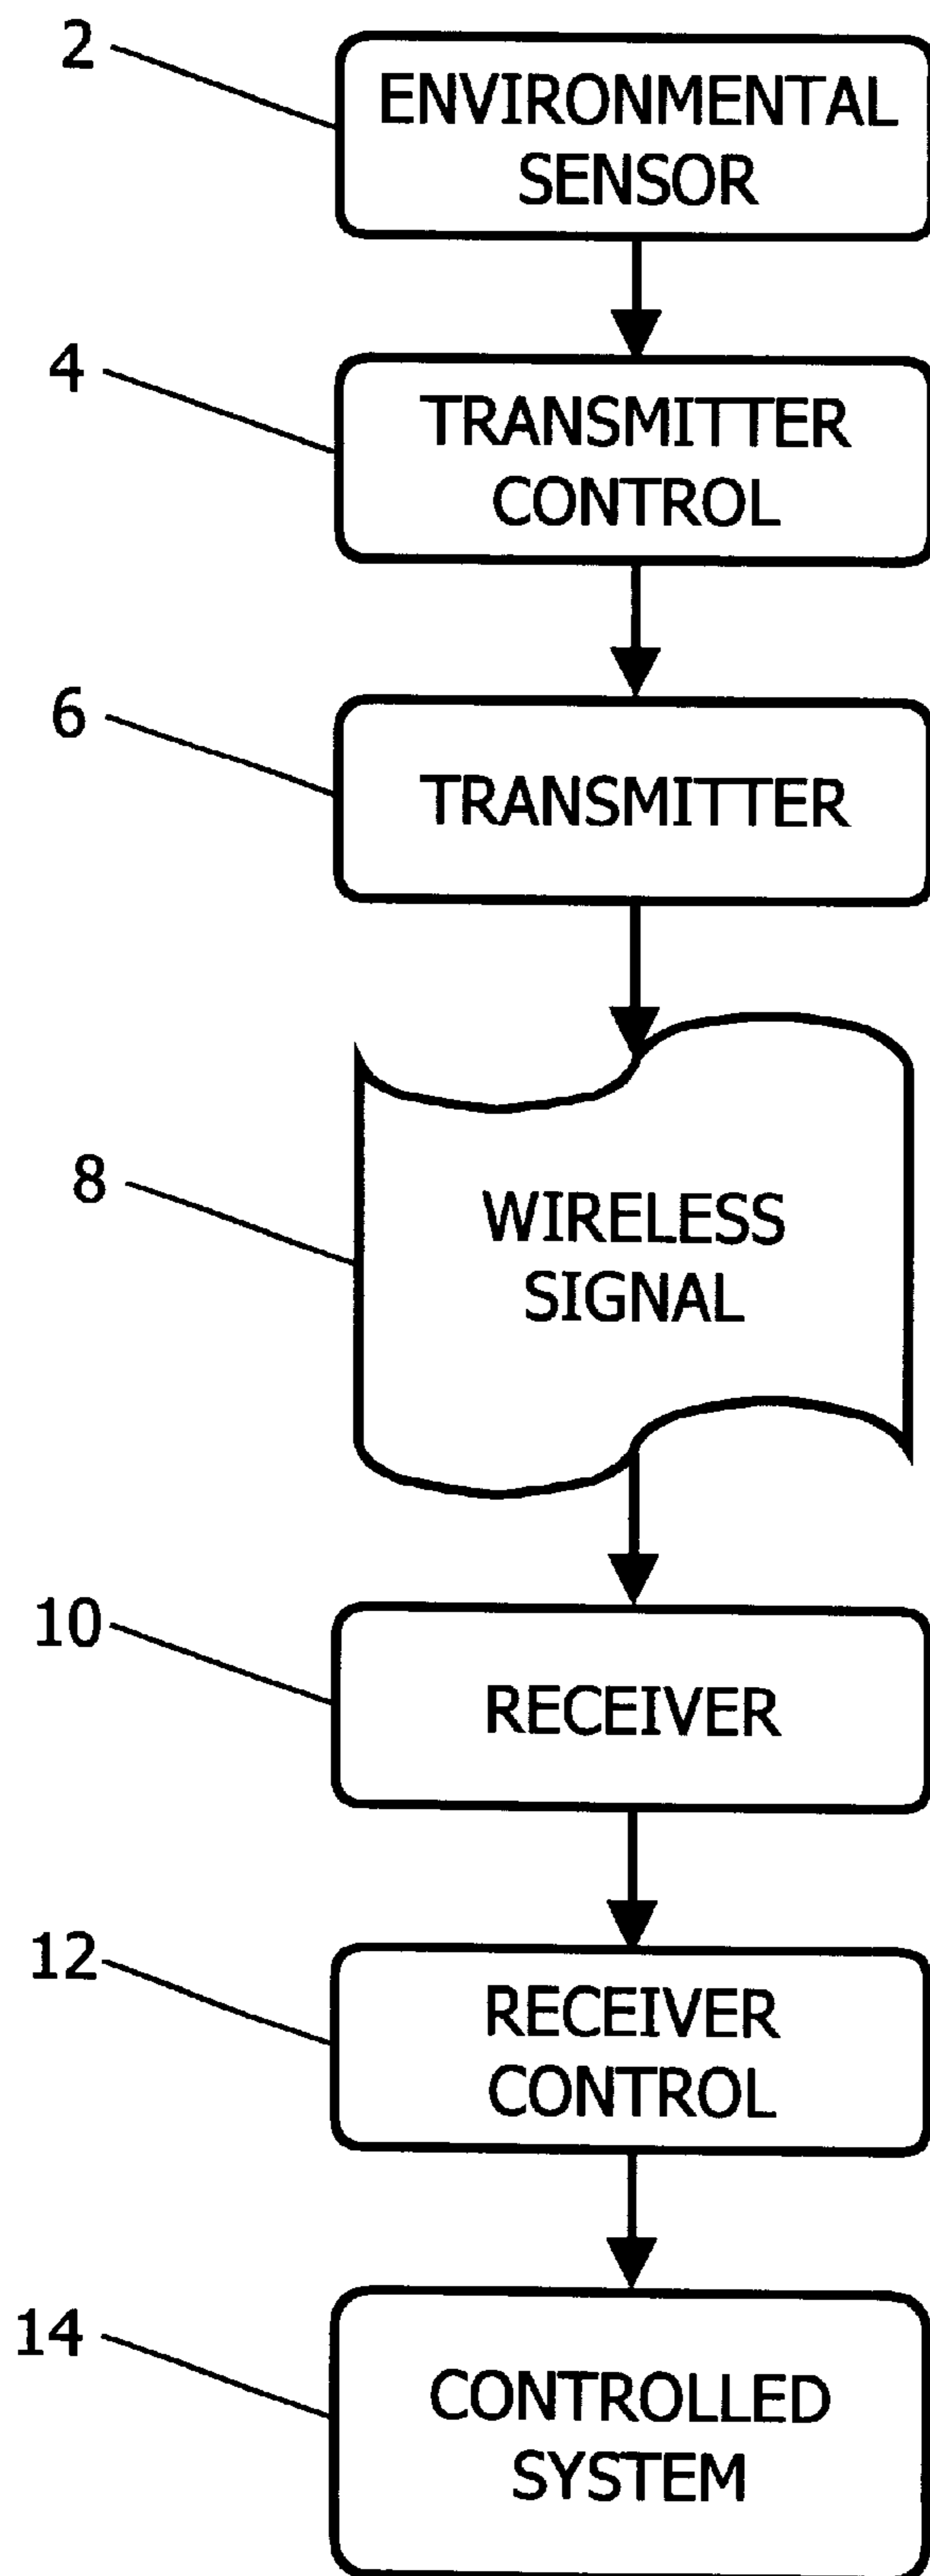 2
ENVIRONMENTAL
SENSOR
4
TRANSMITTER
CONTROL
6
TRANSMITTER
8
WIRELESS
SIGNAL
10
RECEIVER
12
RECEIVER
CONTROL
14
CONTROLLED
SYSTEM